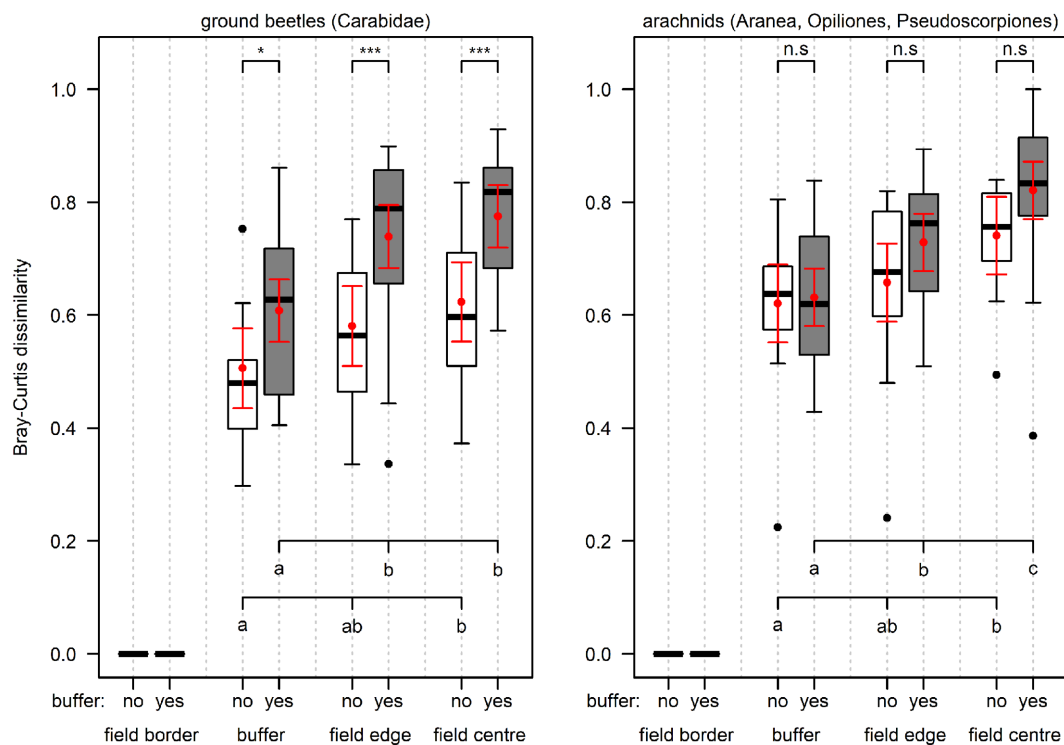 ground beetles (Carabidae)
arachnids (Aranea, Opiliones, Pseudoscorpiones)
* *** ***
n.s n.s n.s
Bray-Curtis dissimilarity
1.0
0.8
0.6
0.4
0.2
0.0
a b b
a ab b
1.0
0.8
0.6
0.4
0.2
0.0
a b c
a ab b
buffer: no yes no yes no yes no yes
field border buffer field edge field centre
buffer: no yes no yes no yes no yes
field border buffer field edge field centre